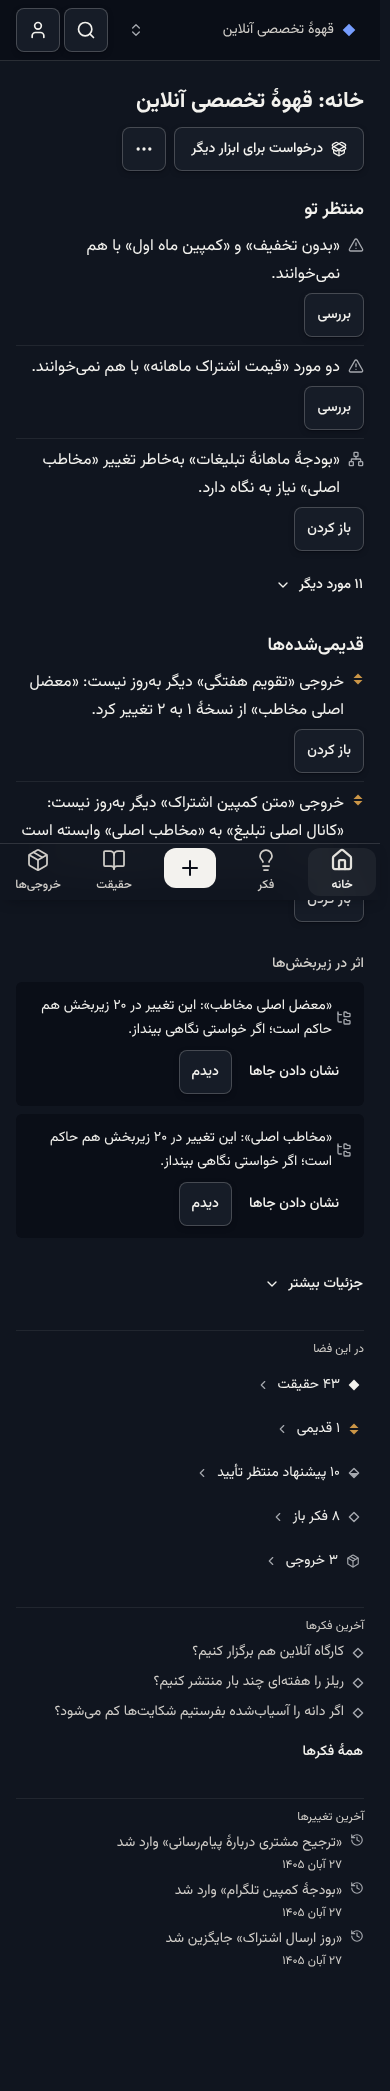 قهوهٔ تخصصی آنلاین
خانه: قهوهٔ تخصصی آنلاین
درخواست برای ابزار دیگر
منتظر تو
«بدون تخفیف» و «کمپین ماه اول» با هم
نمی‌خوانند.
بررسی
دو مورد «قیمت اشتراک ماهانه» با هم نمی‌خوانند.
بررسی
«بودجهٔ ماهانهٔ تبلیغات» به‌خاطر تغییر «مخاطب
اصلی» نیاز به نگاه دارد.
باز کردن
۱۱ مورد دیگر
قدیمی‌شده‌ها
خروجی «تقویم هفتگی» دیگر به‌روز نیست: «معضل
اصلی مخاطب» از نسخهٔ ۱ به ۲ تغییر کرد.
باز کردن
خروجی «متن کمپین اشتراک» دیگر به‌روز نیست:
«کانال اصلی تبلیغ» به «مخاطب اصلی» وابسته است
خانه
فکر
حقیقت
خروجی‌ها
باز کردن
اثر در زیربخش‌ها
«معضل اصلی مخاطب»: این تغییر در ۲۰ زیربخش هم
حاکم است؛ اگر خواستی نگاهی بینداز.
نشان دادن جاها
دیدم
«مخاطب اصلی»: این تغییر در ۲۰ زیربخش هم حاکم
است؛ اگر خواستی نگاهی بینداز.
نشان دادن جاها
دیدم
جزئیات بیشتر
در این فضا
۴۳ حقیقت
۱ قدیمی
۱۰ پیشنهاد منتظر تأیید
۸ فکر باز
۳ خروجی
آخرین فکرها
کارگاه آنلاین هم برگزار کنیم؟
ریلز را هفته‌ای چند بار منتشر کنیم؟
اگر دانه را آسیاب‌شده بفرستیم شکایت‌ها کم می‌شود؟
همهٔ فکرها
آخرین تغییرها
«ترجیح مشتری دربارهٔ پیام‌رسانی» وارد شد
۲۷ آبان ۱۴۰۵
«بودجهٔ کمپین تلگرام» وارد شد
۲۷ آبان ۱۴۰۵
«روز ارسال اشتراک» جایگزین شد
۲۷ آبان ۱۴۰۵